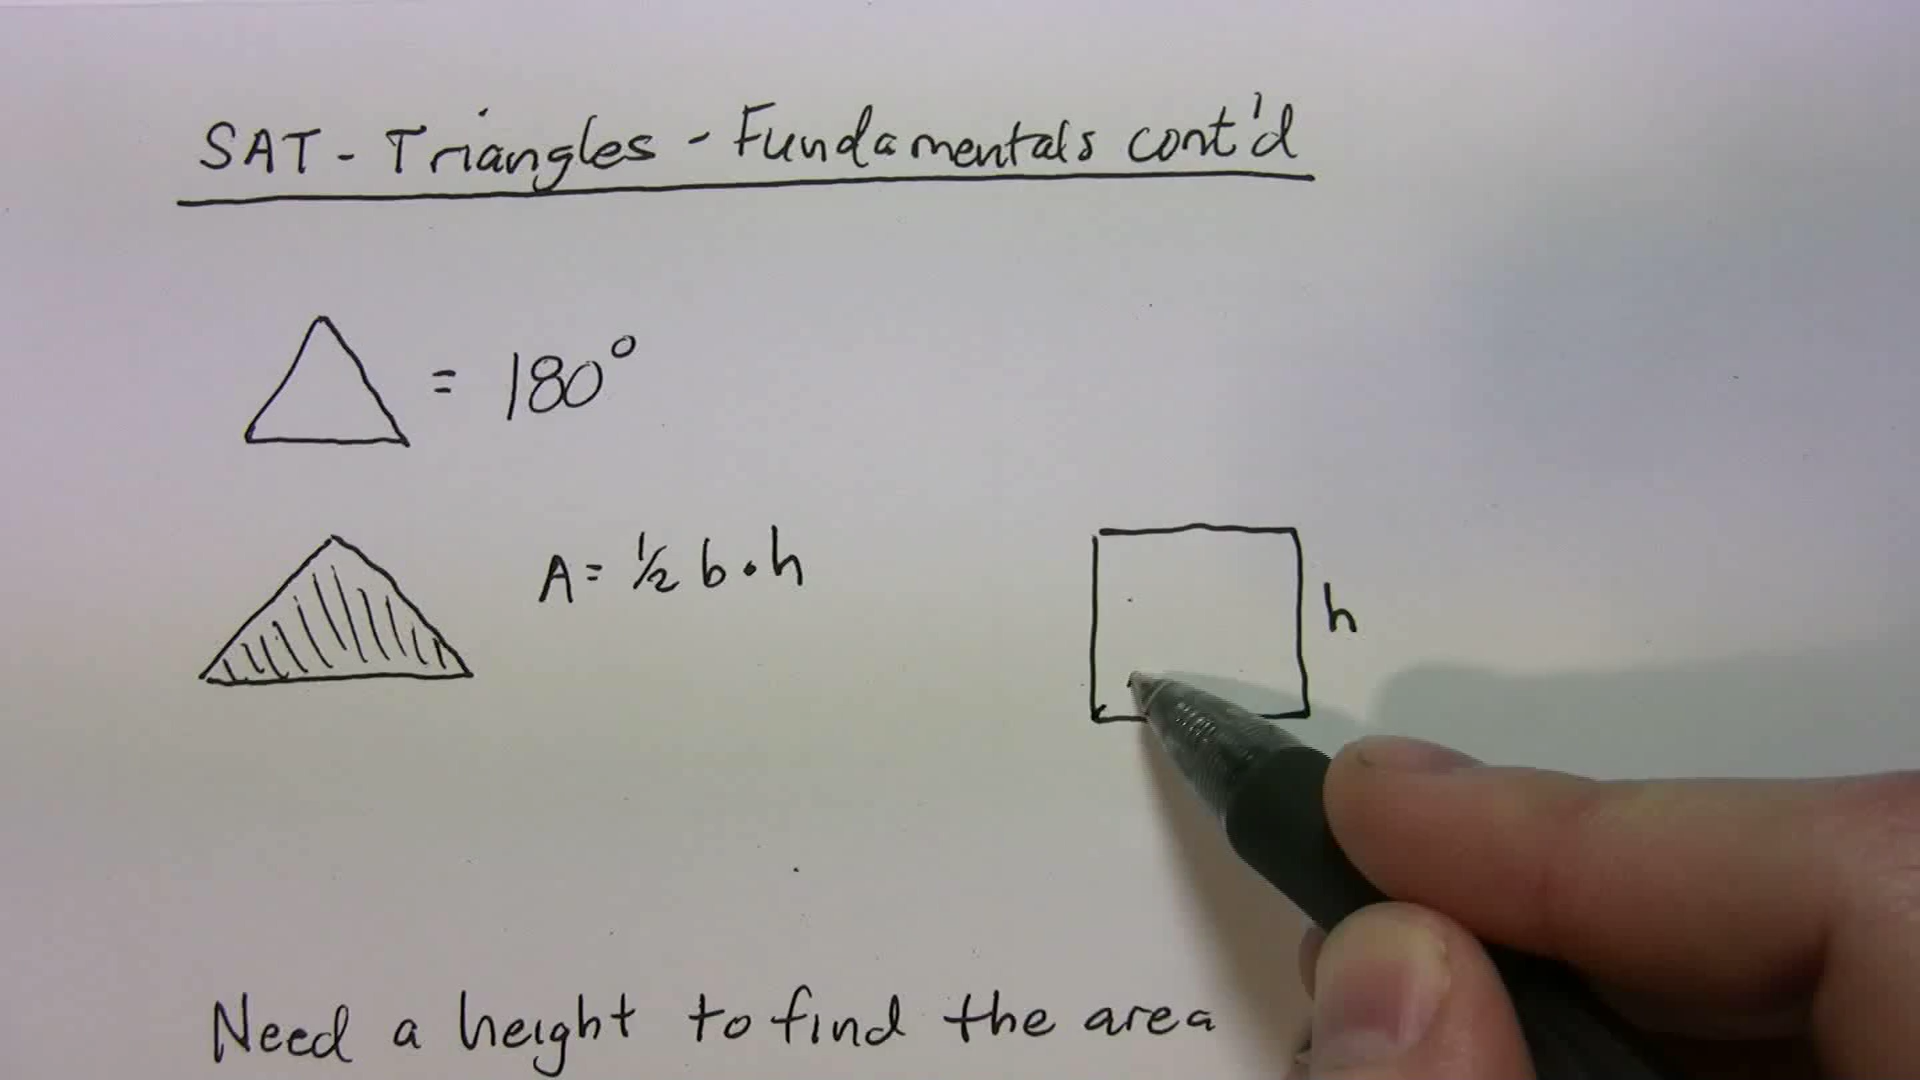 SAT - Triangles - Fundamentals cont'd
= 180°
A = ½ b • h
h
Need a height to find the area